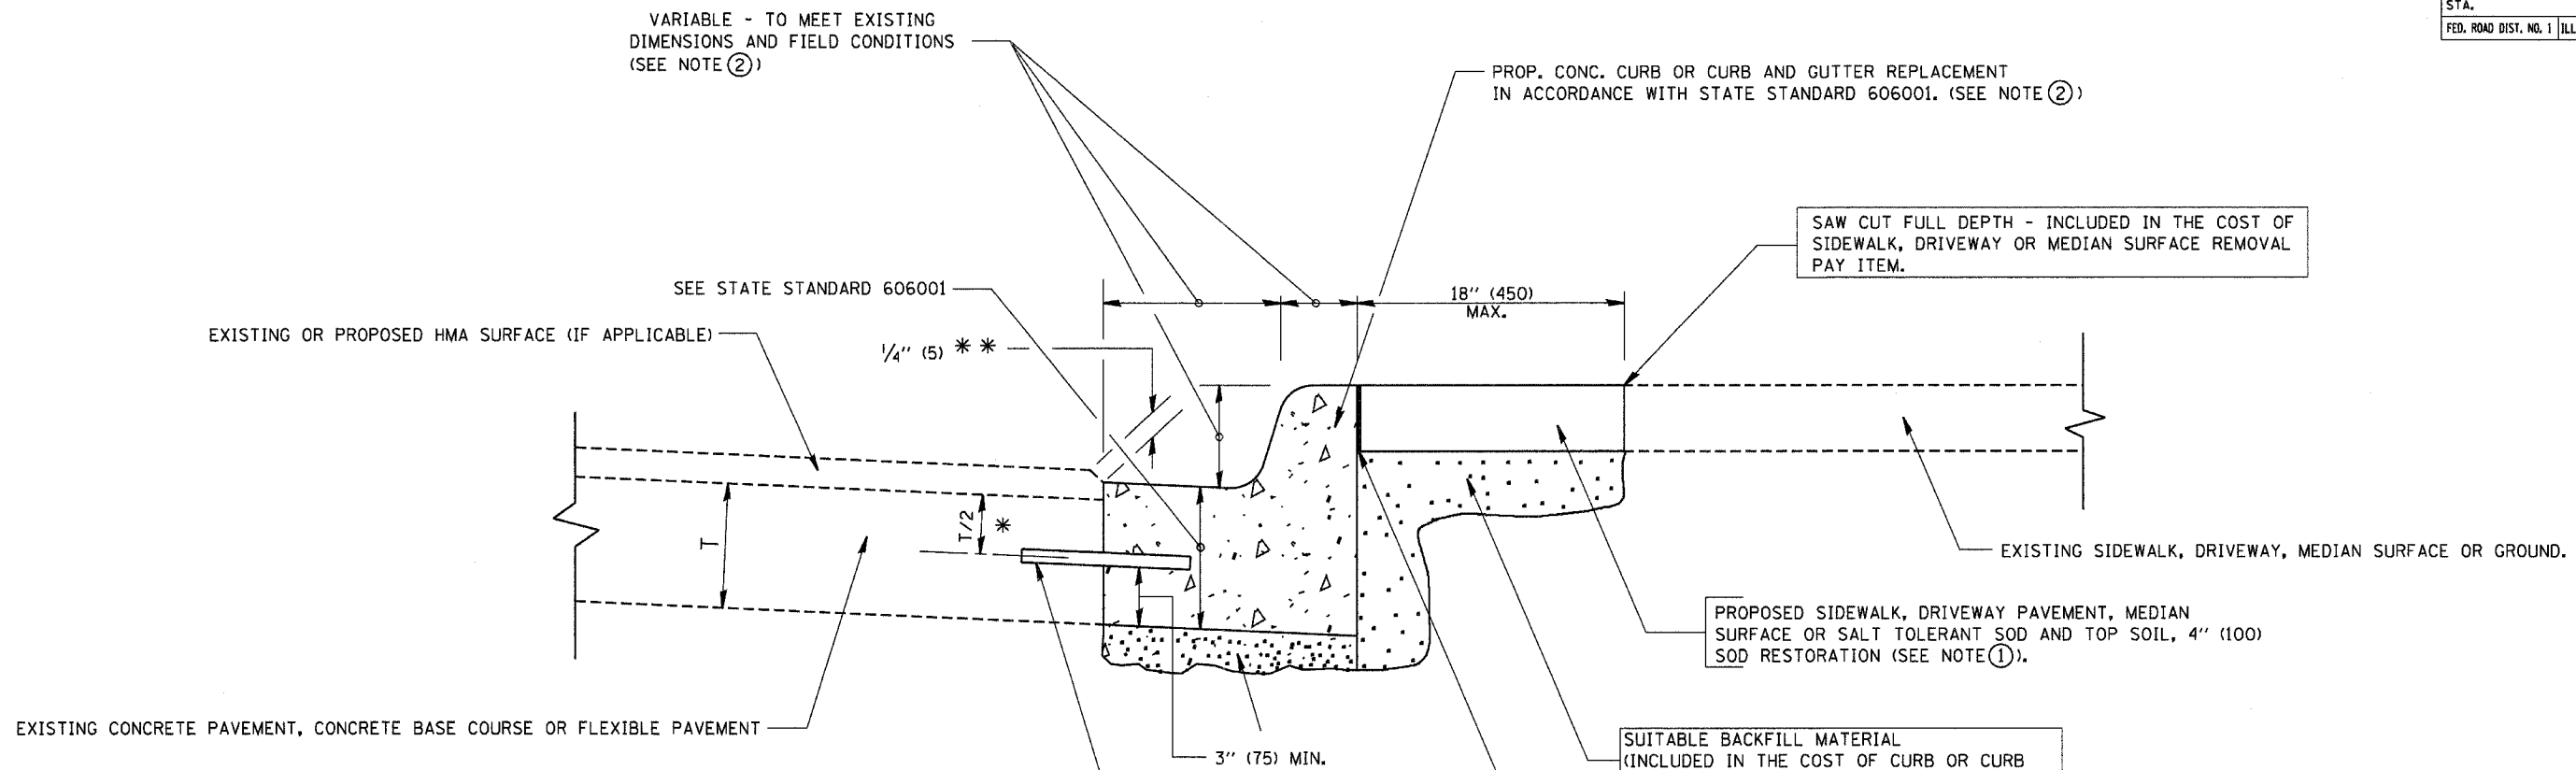 STA.
FED. ROAD DIST. NO. 1 ILL
VARIABLE - TO MEET EXISTING
DIMENSIONS AND FIELD CONDITIONS
(SEE NOTE ②)
PROP. CONC. CURB OR CURB AND GUTTER REPLACEMENT
IN ACCORDANCE WITH STATE STANDARD 606001. (SEE NOTE ②)
SAW CUT FULL DEPTH - INCLUDED IN THE COST OF
SIDEWALK, DRIVEWAY OR MEDIAN SURFACE REMOVAL
PAY ITEM.
SEE STATE STANDARD 606001
18'' (450)
MAX.
EXISTING OR PROPOSED HMA SURFACE (IF APPLICABLE)
1/4'' (5) * *
T
T/2 *
EXISTING SIDEWALK, DRIVEWAY, MEDIAN SURFACE OR GROUND.
PROPOSED SIDEWALK, DRIVEWAY PAVEMENT, MEDIAN
SURFACE OR SALT TOLERANT SOD AND TOP SOIL, 4'' (100)
SOD RESTORATION (SEE NOTE ①).
EXISTING CONCRETE PAVEMENT, CONCRETE BASE COURSE OR FLEXIBLE PAVEMENT
3'' (75) MIN.
SUITABLE BACKFILL MATERIAL
(INCLUDED IN THE COST OF CURB OR CURB